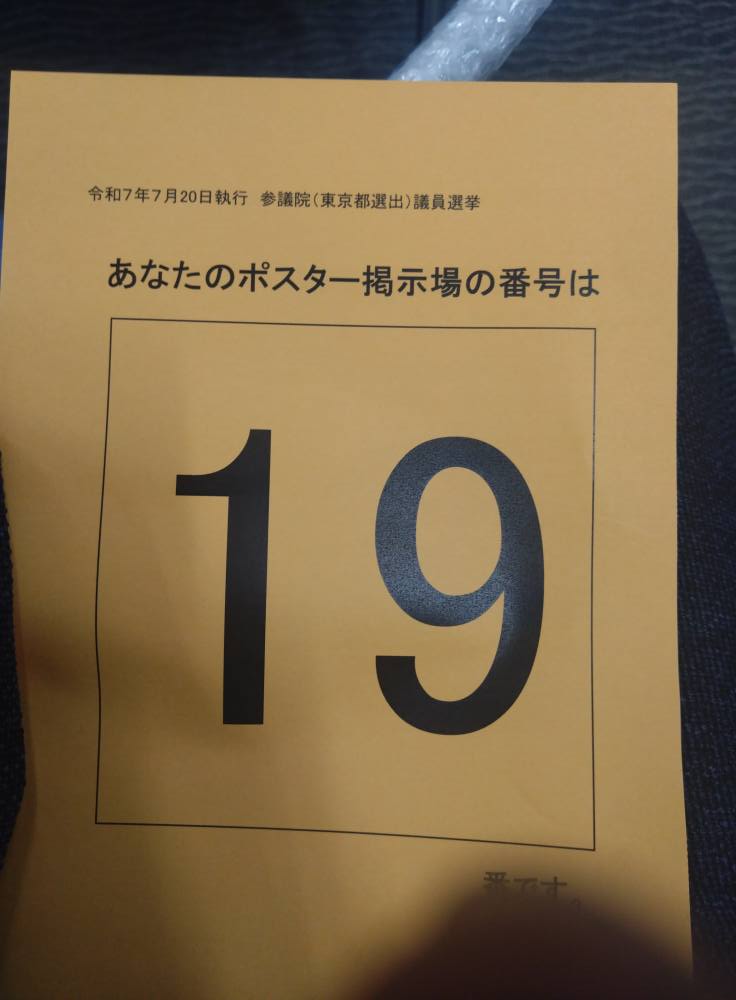 令和7年7月20日執行　参議院(東京都選出)議員選挙
あなたのポスター掲示場の番号は
19
番です。